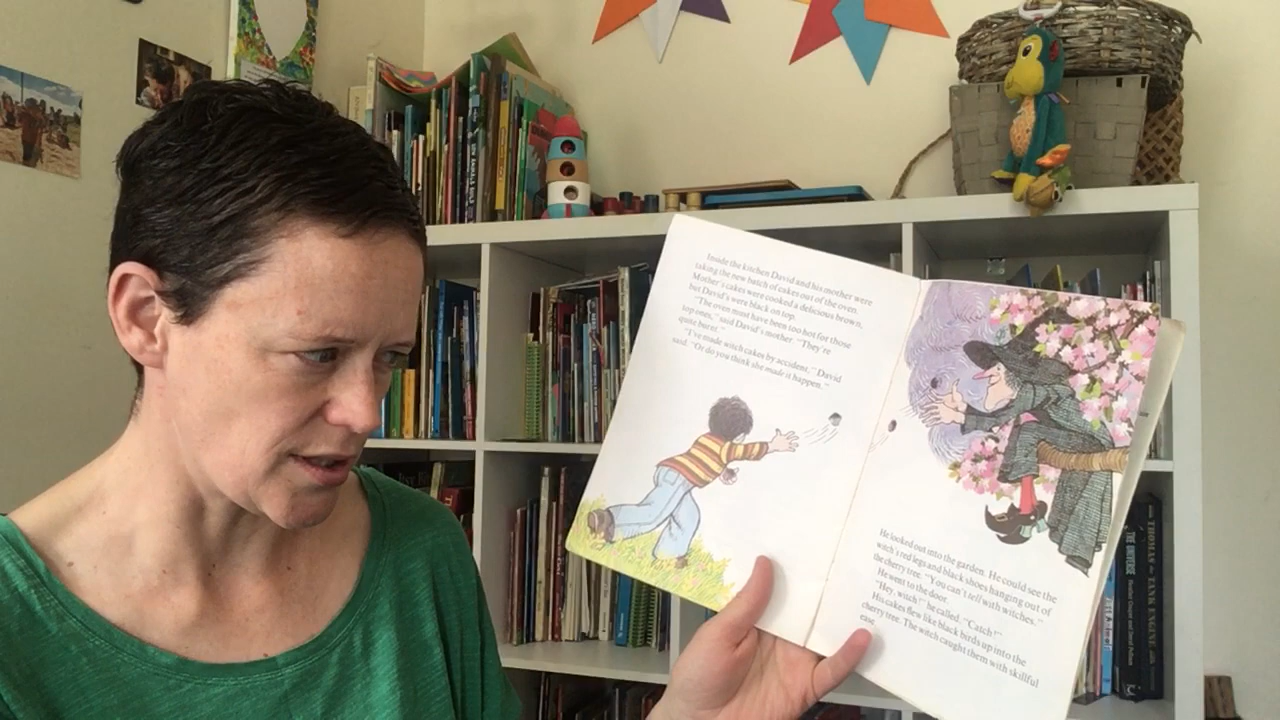 Inside the kitchen David and his mother were
taking the new batch of cakes out of the oven.
Mother's cakes were cooked a delicious brown,
but David's were black on top.
"The oven must have been too hot for those
top ones," said David's mother. "They're
quite burnt."
"I've made witch cakes by accident," David
said. "Or do you think she made it happen."
He looked out into the garden. He could see the
witch's red legs and black shoes hanging out of
the cherry tree. "You can't tell with witches."
He went to the door.
"Hey, witch!" he called. "Catch!"
His cakes flew like black birds up into the
cherry tree. The witch caught them with skillful
ease.
THE UNIVERSE
THOMAS THE TANK ENGINE